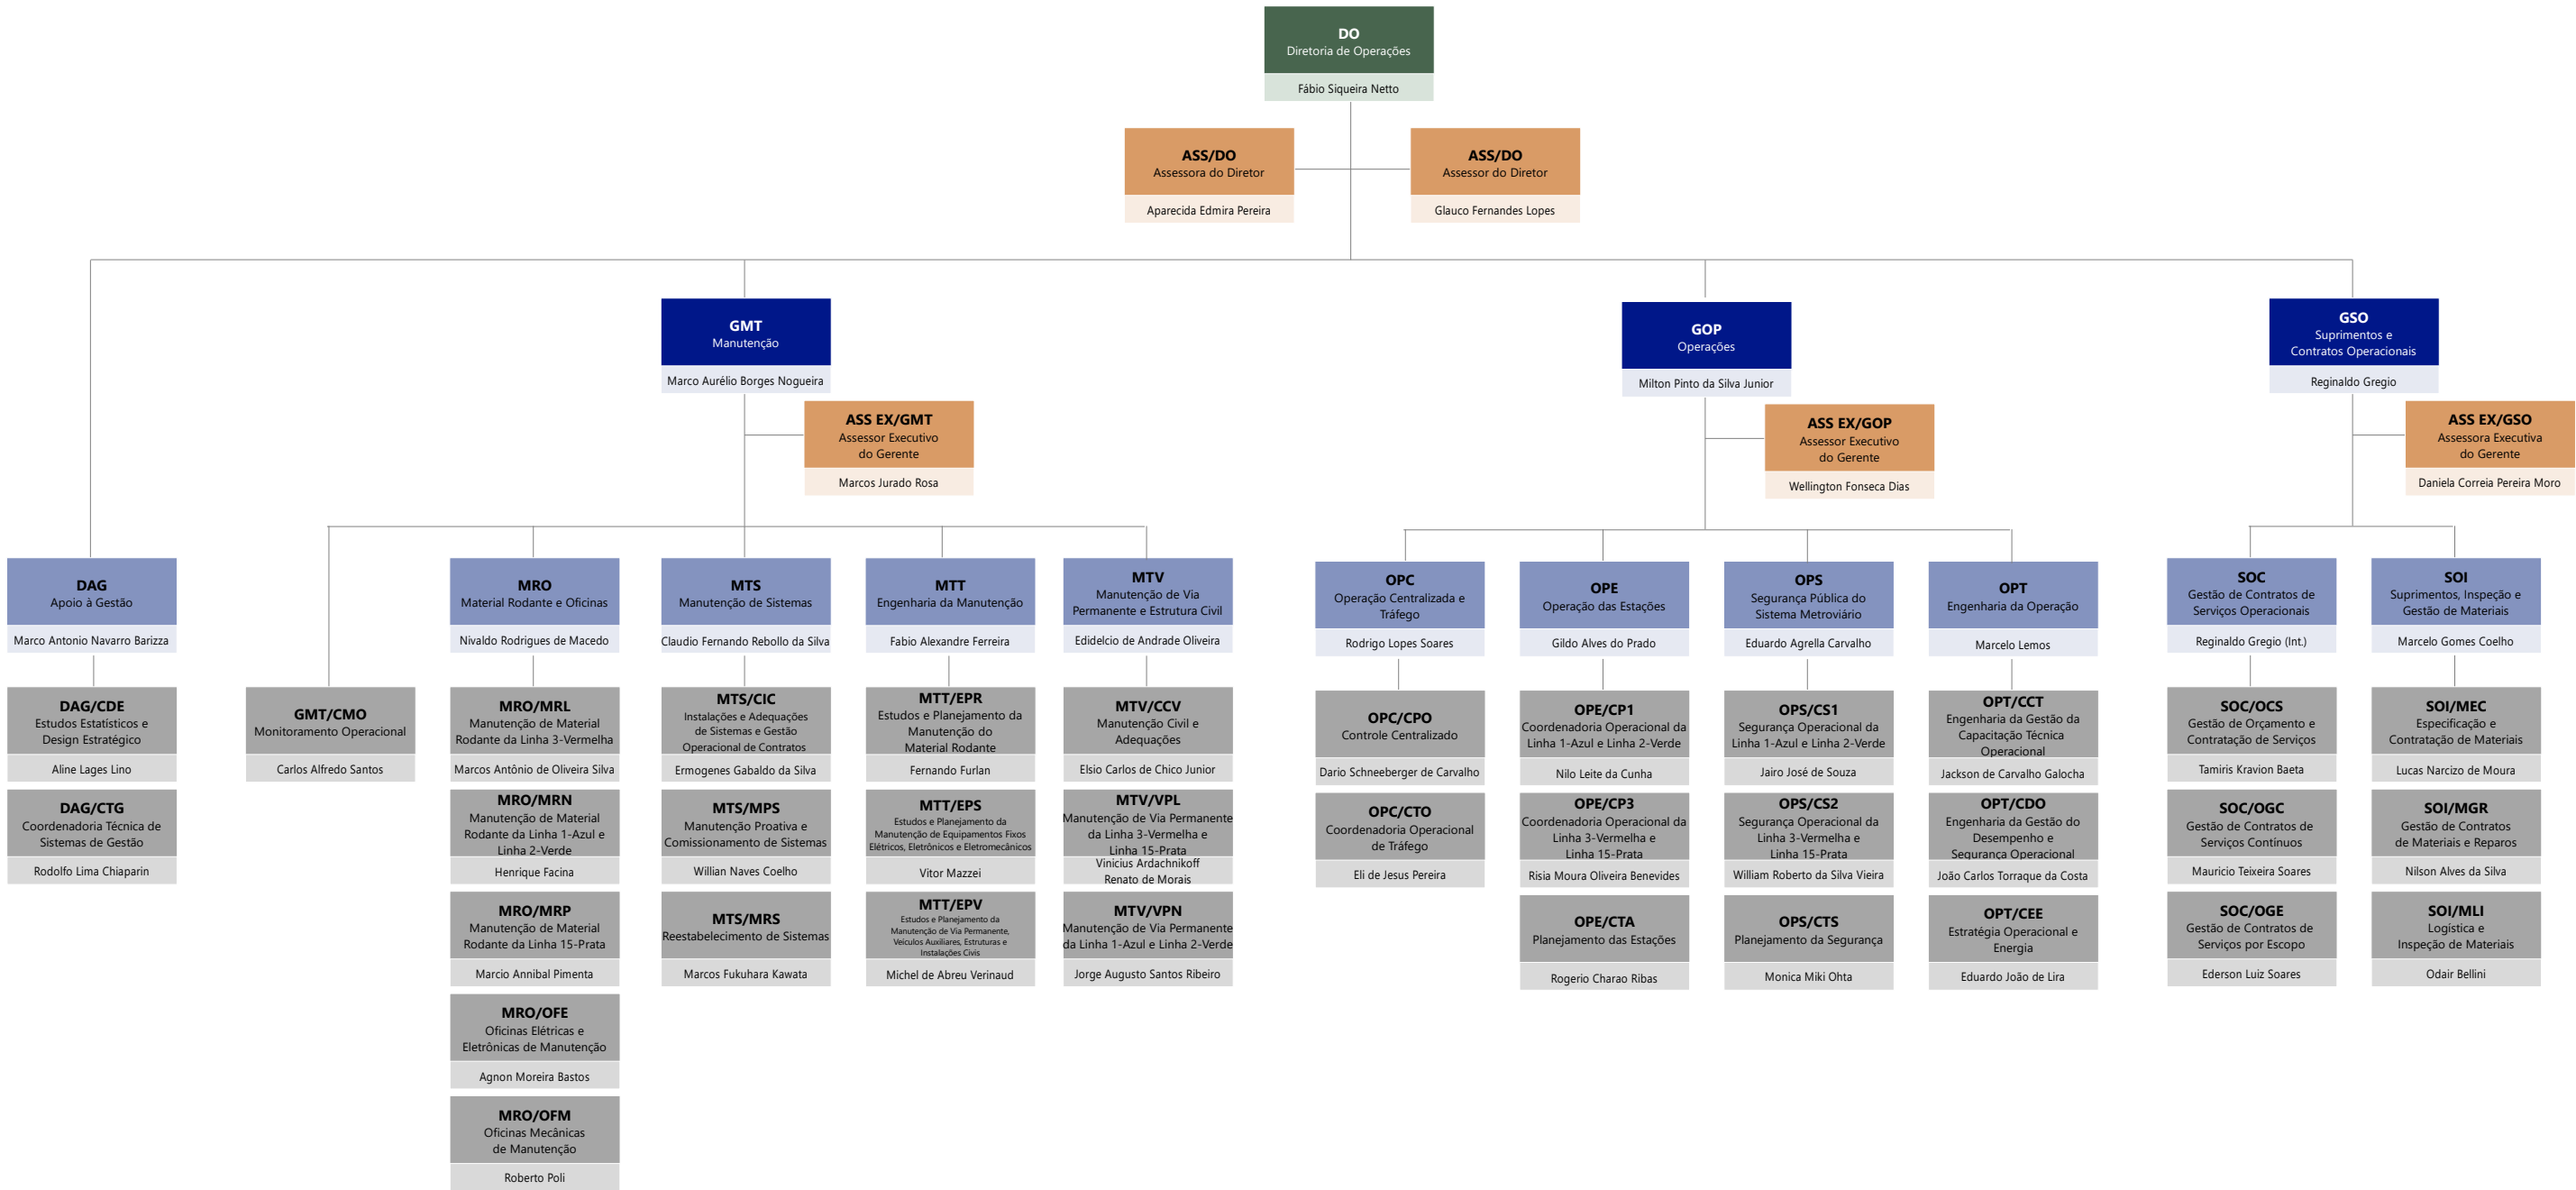 DO
Diretoria de Operações
Fábio Siqueira Netto
ASS/DO
Assessora do Diretor
Aparecida Edmira Pereira
ASS/DO
Assessor do Diretor
Glauco Fernandes Lopes
GMT
Manutenção
Marco Aurélio Borges Nogueira
ASS EX/GMT
Assessor Executivo
do Gerente
Marcos Jurado Rosa
GOP
Operações
Milton Pinto da Silva Junior
ASS EX/GOP
Assessor Executivo
do Gerente
Wellington Fonseca Dias
GSO
Suprimentos e
Contratos Operacionais
Reginaldo Gregio
ASS EX/GSO
Assessora Executiva
do Gerente
Daniela Correia Pereira Moro
DAG
Apoio à Gestão
Marco Antonio Navarro Barizza
DAG/CDE
Estudos Estatísticos e
Design Estratégico
Aline Lages Lino
DAG/CTG
Coordenadoria Técnica de
Sistemas de Gestão
Rodolfo Lima Chiaparin
GMT/CMO
Monitoramento Operacional
Carlos Alfredo Santos
MRO
Material Rodante e Oficinas
Nivaldo Rodrigues de Macedo
MRO/MRL
Manutenção de Material
Rodante da Linha 3-Vermelha
Marcos Antônio de Oliveira Silva
MRO/MRN
Manutenção de Material
Rodante da Linha 1-Azul e
Linha 2-Verde
Henrique Facina
MRO/MRP
Manutenção de Material
Rodante da Linha 15-Prata
Marcio Annibal Pimenta
MRO/OFE
Oficinas Elétricas e
Eletrônicas de Manutenção
Agnon Moreira Bastos
MRO/OFM
Oficinas Mecânicas
de Manutenção
Roberto Poli
MTS
Manutenção de Sistemas
Claudio Fernando Rebollo da Silva
MTS/CIC
Instalações e Adequações
de Sistemas e Gestão
Operacional de Contratos
Ermogenes Gabaldo da Silva
MTS/MPS
Manutenção Proativa e
Comissionamento de Sistemas
Willian Naves Coelho
MTS/MRS
Reestabelecimento de Sistemas
Marcos Fukuhara Kawata
MTT
Engenharia da Manutenção
Fabio Alexandre Ferreira
MTT/EPR
Estudos e Planejamento da
Manutenção do
Material Rodante
Fernando Furlan
MTT/EPS
Estudos e Planejamento da
Manutenção de Equipamentos Fixos
Elétricos, Eletrônicos e Eletromecânicos
Vitor Mazzei
MTT/EPV
Estudos e Planejamento da
Manutenção de Via Permanente,
Veículos Auxiliares, Estruturas e
Instalações Civis
Michel de Abreu Verinaud
MTV
Manutenção de Via
Permanente e Estrutura Civil
Edidelcio de Andrade Oliveira
MTV/CCV
Manutenção Civil e
Adequações
Elsio Carlos de Chico Junior
MTV/VPL
Manutenção de Via Permanente
da Linha 3-Vermelha e
Linha 15-Prata
Vinicius Ardachnikoff
Renato de Morais
MTV/VPN
Manutenção de Via Permanente
da Linha 1-Azul e Linha 2-Verde
Jorge Augusto Santos Ribeiro
OPC
Operação Centralizada e
Tráfego
Rodrigo Lopes Soares
OPC/CPO
Controle Centralizado
Dario Schneeberger de Carvalho
OPC/CTO
Coordenadoria Operacional
de Tráfego
Eli de Jesus Pereira
OPE
Operação das Estações
Gildo Alves do Prado
OPE/CP1
Coordenadoria Operacional da
Linha 1-Azul e Linha 2-Verde
Nilo Leite da Cunha
OPE/CP3
Coordenadoria Operacional da
Linha 3-Vermelha e
Linha 15-Prata
Risia Moura Oliveira Benevides
OPE/CTA
Planejamento das Estações
Rogerio Charao Ribas
OPS
Segurança Pública do
Sistema Metroviário
Eduardo Agrella Carvalho
OPS/CS1
Segurança Operacional da
Linha 1-Azul e Linha 2-Verde
Jairo José de Souza
OPS/CS2
Segurança Operacional da
Linha 3-Vermelha e
Linha 15-Prata
William Roberto da Silva Vieira
OPS/CTS
Planejamento da Segurança
Monica Miki Ohta
OPT
Engenharia da Operação
Marcelo Lemos
OPT/CCT
Engenharia da Gestão da
Capacitação Técnica
Operacional
Jackson de Carvalho Galocha
OPT/CDO
Engenharia da Gestão do
Desempenho e
Segurança Operacional
João Carlos Torraque da Costa
OPT/CEE
Estratégia Operacional e
Energia
Eduardo João de Lira
SOC
Gestão de Contratos de
Serviços Operacionais
Reginaldo Gregio (Int.)
SOC/OCS
Gestão de Orçamento e
Contratação de Serviços
Tamiris Kravion Baeta
SOC/OGC
Gestão de Contratos de
Serviços Contínuos
Mauricio Teixeira Soares
SOC/OGE
Gestão de Contratos de
Serviços por Escopo
Ederson Luiz Soares
SOI
Suprimentos, Inspeção e
Gestão de Materiais
Marcelo Gomes Coelho
SOI/MEC
Especificação e
Contratação de Materiais
Lucas Narcizo de Moura
SOI/MGR
Gestão de Contratos
de Materiais e Reparos
Nilson Alves da Silva
SOI/MLI
Logística e
Inspeção de Materiais
Odair Bellini